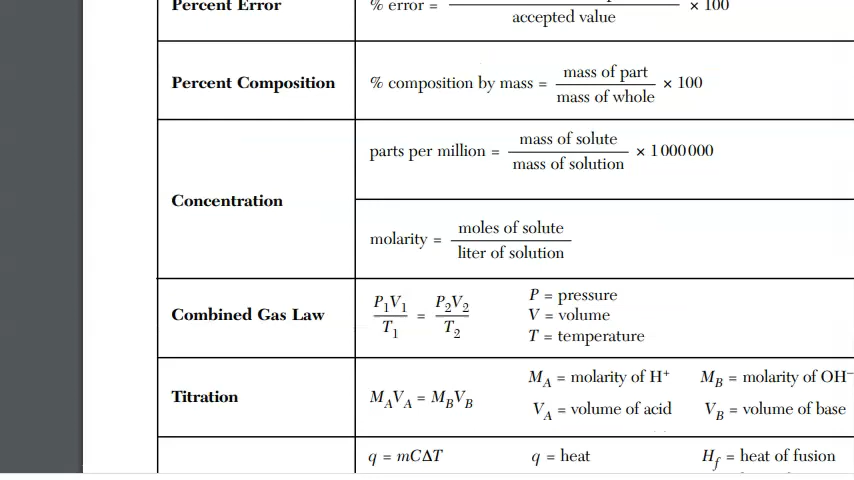 Percent Error
% error =
accepted value
× 100
Percent Composition
% composition by mass = mass of part
mass of whole × 100
Concentration
parts per million = mass of solute
mass of solution × 1 000 000
molarity = moles of solute
liter of solution
Combined Gas Law
P1V1
T1
=
P2V2
T2
P = pressure
V = volume
T = temperature
Titration
MAVA = MBVB
MA = molarity of H+
MB = molarity of OH−
VA = volume of acid
VB = volume of base
q = mCΔT
q = heat
Hf = heat of fusion